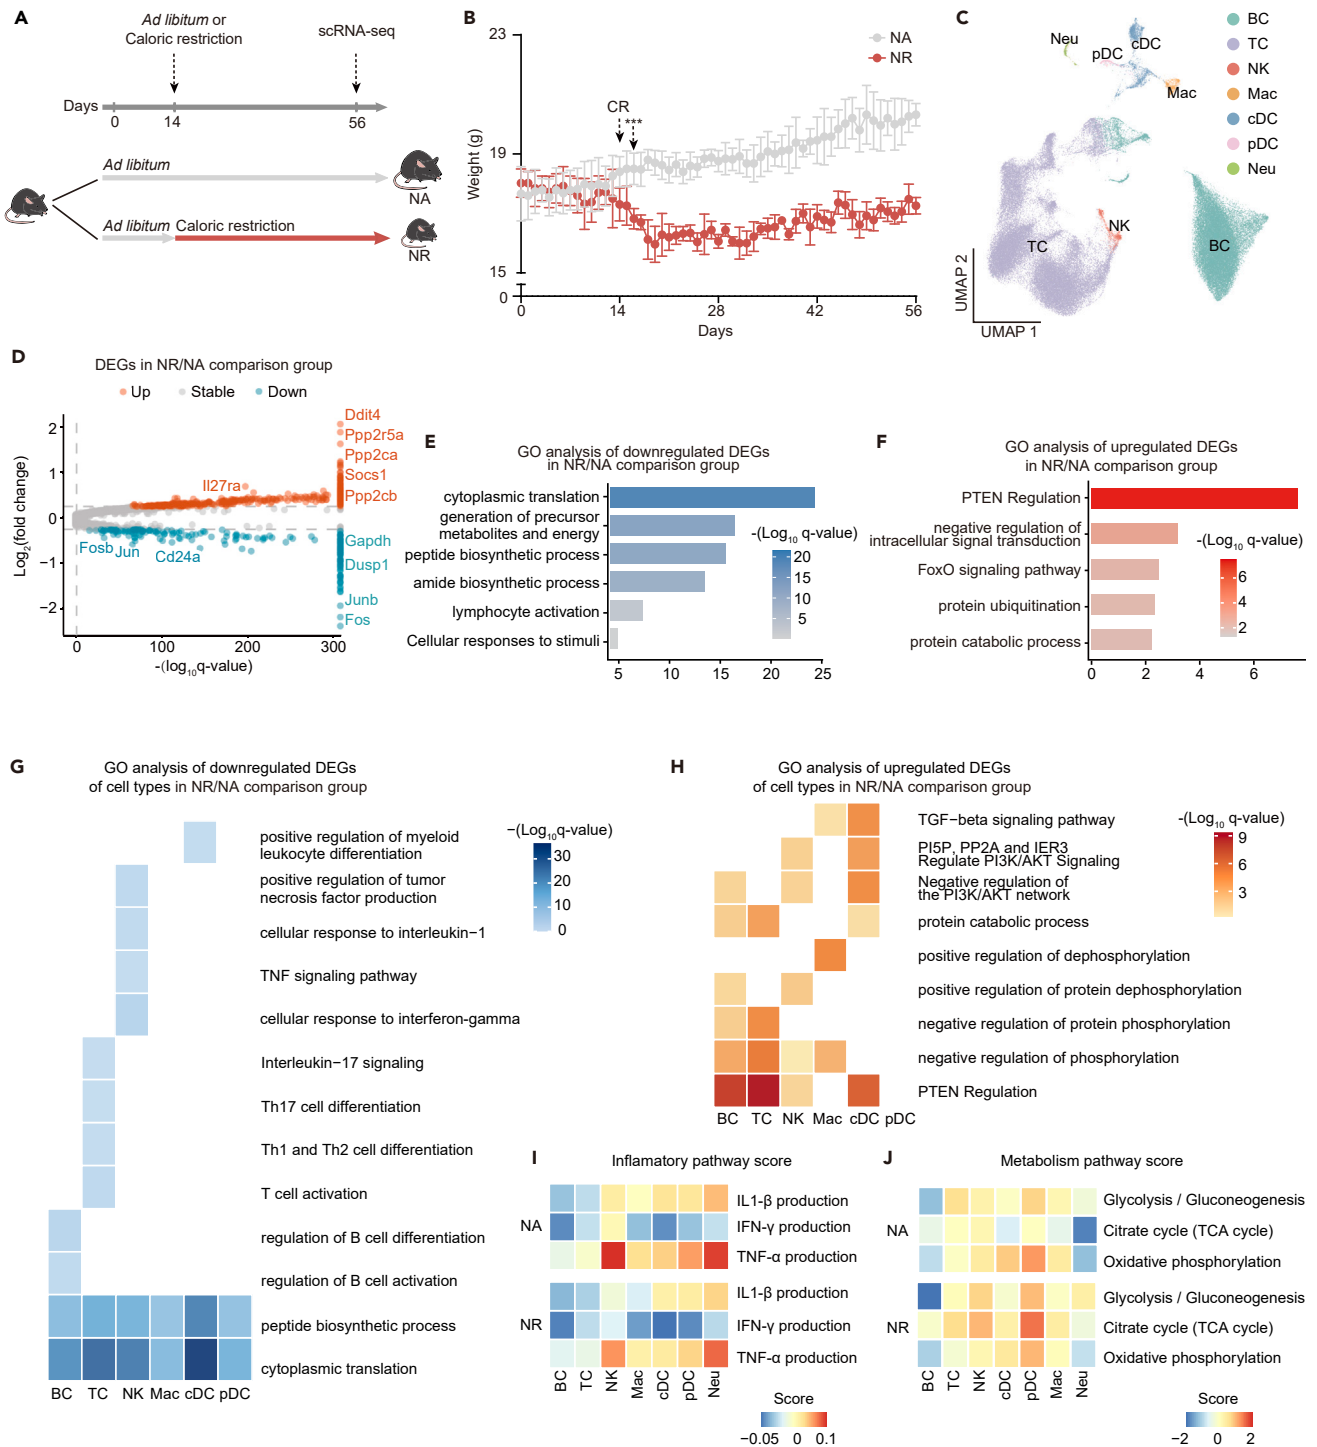 A
Ad libitum or
Caloric restriction
scRNA-seq
Days
0
14
56
Ad libitum
NA
Ad libitum Caloric restriction
NR
B
23
19
15
0
Weight (g)
NA
NR
CR
***
0
14
28
42
56
Days
C
Neu
pDC
cDC
Mac
TC
NK
BC
UMAP 2
UMAP 1
BC
TC
NK
Mac
cDC
pDC
Neu
D
DEGs in NR/NA comparison group
Up
Stable
Down
Log2(fold change)
2
1
0
−1
−2
Ddit4
Ppp2r5a
Ppp2ca
Socs1
Ppp2cb
Il27ra
Fosb
Jun
Cd24a
Gapdh
Dusp1
Junb
Fos
0
100
200
300
-(log10q-value)
E
GO analysis of downregulated DEGs
in NR/NA comparison group
cytoplasmic translation
generation of precursor
metabolites and energy
peptide biosynthetic process
amide biosynthetic process
lymphocyte activation
Cellular responses to stimuli
-(Log10 q-value)
20
15
10
5
5
10
15
20
25
F
GO analysis of upregulated DEGs
in NR/NA comparison group
PTEN Regulation
negative regulation of
intracellular signal transduction
FoxO signaling pathway
protein ubiquitination
protein catabolic process
-(Log10 q-value)
6
4
2
0
2
4
6
G
GO analysis of downregulated DEGs
of cell types in NR/NA comparison group
positive regulation of myeloid
leukocyte differentiation
positive regulation of tumor
necrosis factor production
cellular response to interleukin−1
TNF signaling pathway
cellular response to interferon-gamma
Interleukin−17 signaling
Th17 cell differentiation
Th1 and Th2 cell differentiation
T cell activation
regulation of B cell differentiation
regulation of B cell activation
peptide biosynthetic process
cytoplasmic translation
−(Log10q-value)
30
20
10
0
BC TC NK Mac cDC pDC
H
GO analysis of upregulated DEGs
of cell types in NR/NA comparison group
TGF−beta signaling pathway
PI5P, PP2A and IER3
Regulate PI3K/AKT Signaling
Negative regulation of
the PI3K/AKT network
protein catabolic process
positive regulation of dephosphorylation
positive regulation of protein dephosphorylation
negative regulation of protein phosphorylation
negative regulation of phosphorylation
PTEN Regulation
-(Log10 q-value)
9
6
3
BC TC NK Mac cDC pDC
I
Inflamatory pathway score
NA
IL1-β production
IFN-γ production
TNF-α production
NR
IL1-β production
IFN-γ production
TNF-α production
BC TC NK Mac cDC pDC Neu
Score
−0.05 0 0.1
J
Metabolism pathway score
NA
Glycolysis / Gluconeogenesis
Citrate cycle (TCA cycle)
Oxidative phosphorylation
NR
Glycolysis / Gluconeogenesis
Citrate cycle (TCA cycle)
Oxidative phosphorylation
BC TC NK cDC pDC Mac Neu
Score
−2 0 2